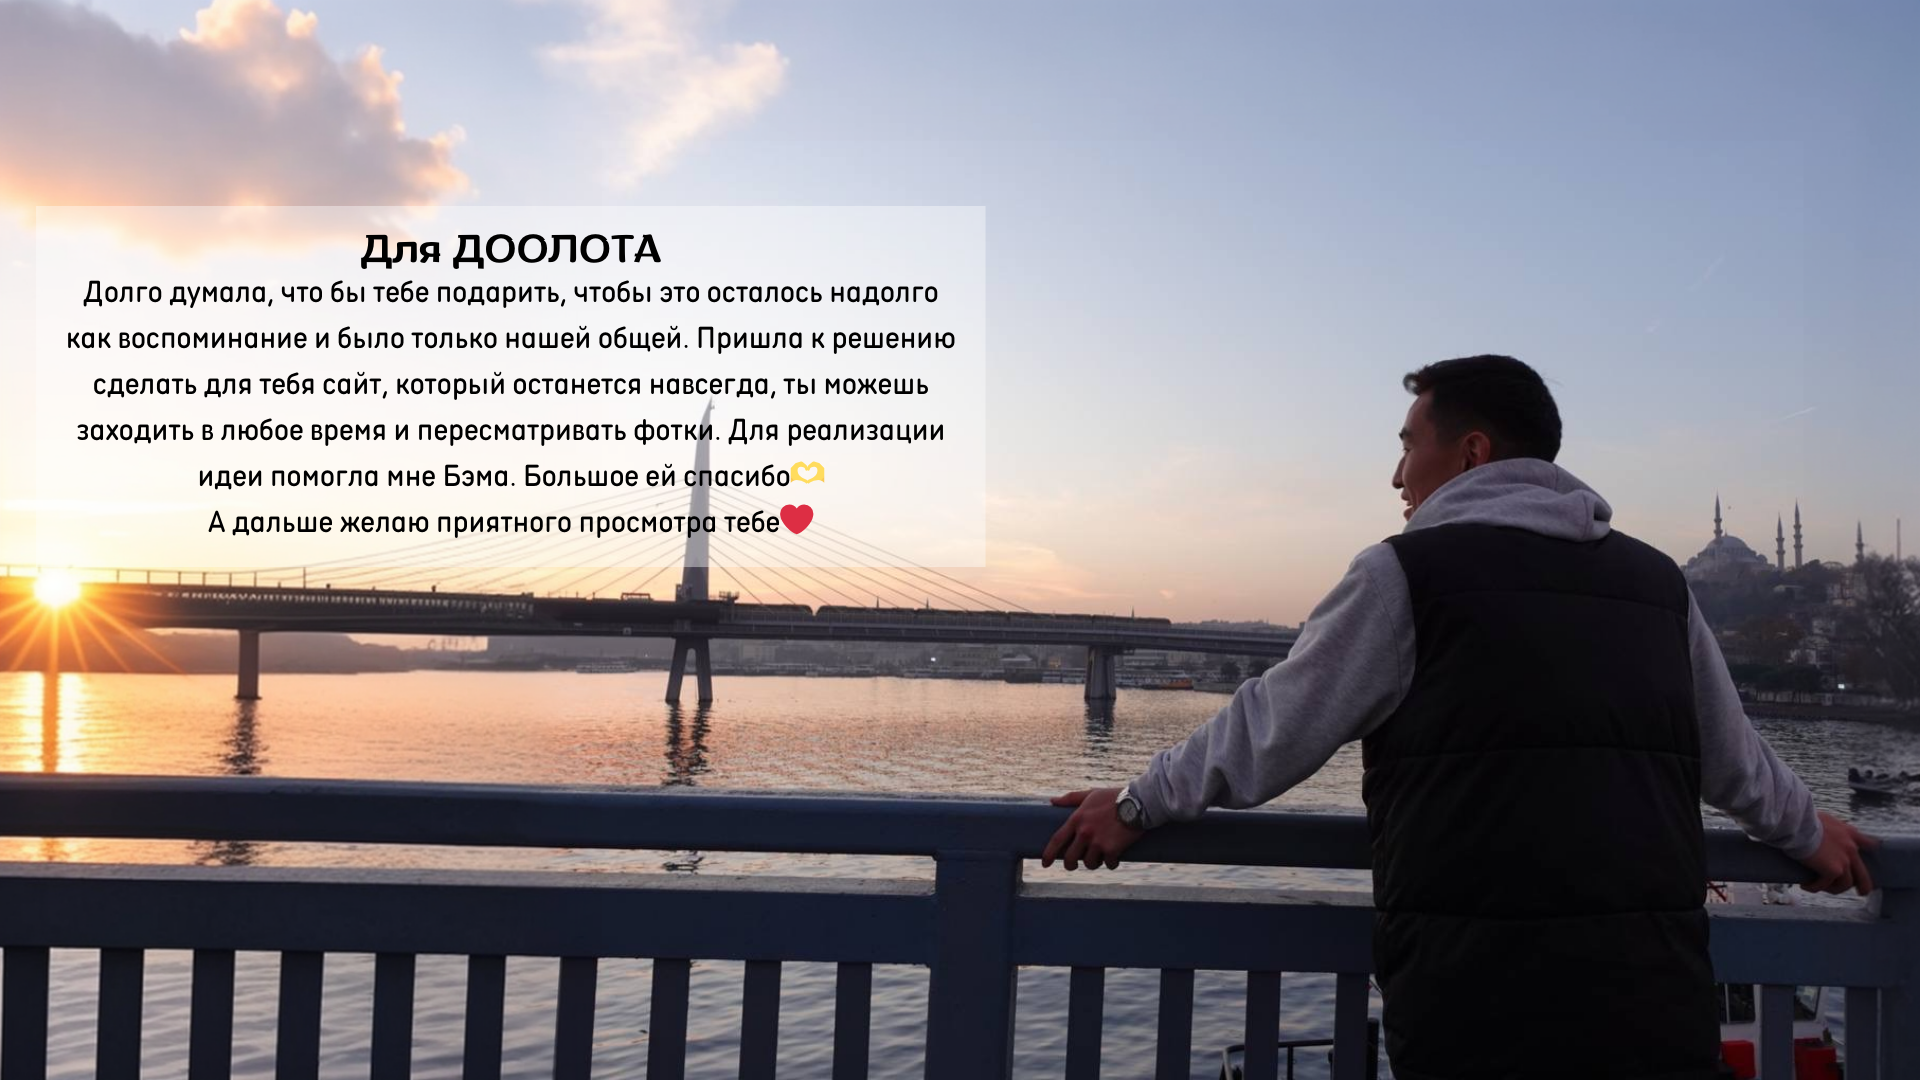 Для ДООЛОТА
Долго думала, что бы тебе подарить, чтобы это осталось надолго
как воспоминание и было только нашей общей. Пришла к решению
сделать для тебя сайт, который останется навсегда, ты можешь
заходить в любое время и пересматривать фотки. Для реализации
идеи помогла мне Бэма. Большое ей спасибо🫶
А дальше желаю приятного просмотра тебе❤️